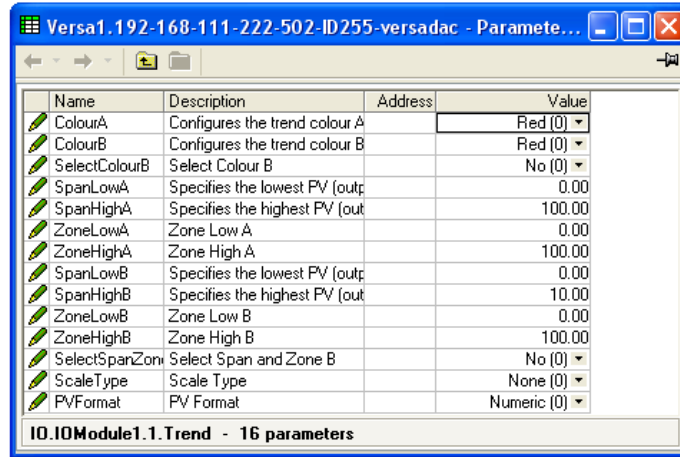 Versa1.192-168-111-222-502-ID255-versadac - Paramete...
Name Description Address Value
ColourA Configures the trend colour A Red (0)
ColourB Configures the trend colour B Red (0)
SelectColourB Select Colour B No (0)
SpanLowA Specifies the lowest PV (outp 0.00
SpanHighA Specifies the highest PV (out 100.00
ZoneLowA Zone Low A 0.00
ZoneHighA Zone High A 100.00
SpanLowB Specifies the lowest PV (outp 0.00
SpanHighB Specifies the highest PV (out 10.00
ZoneLowB Zone Low B 0.00
ZoneHighB Zone High B 100.00
SelectSpanZon Select Span and Zone B No (0)
ScaleType Scale Type None (0)
PVFormat PV Format Numeric (0)
IO.IOModule1.1.Trend - 16 parameters